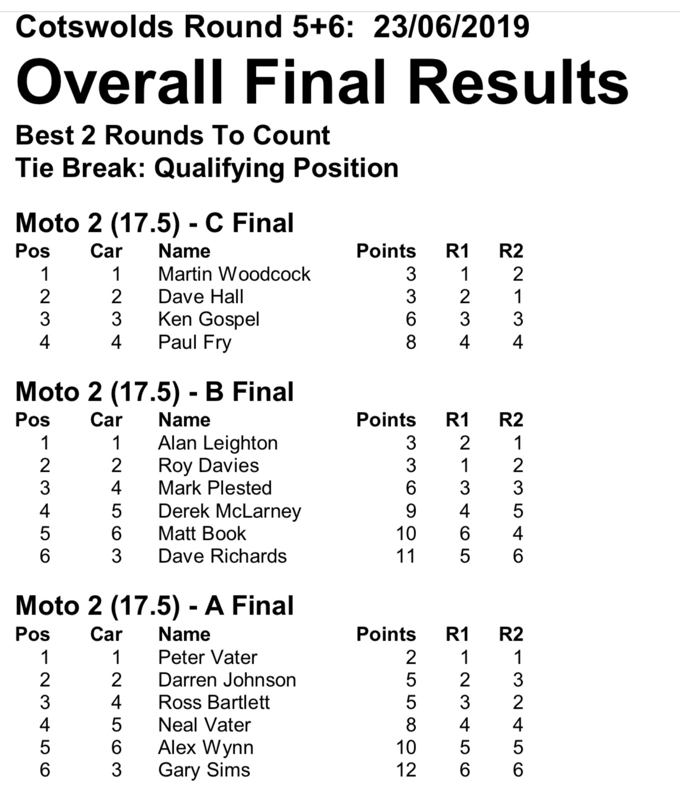 Cotswolds Round 5+6: 23/06/2019
Overall Final Results
Best 2 Rounds To Count
Tie Break: Qualifying Position
Moto 2 (17.5) - C Final
Pos Car Name Points R1 R2
1 1 Martin Woodcock 3 1 2
2 2 Dave Hall 3 2 1
3 3 Ken Gospel 6 3 3
4 4 Paul Fry 8 4 4
Moto 2 (17.5) - B Final
Pos Car Name Points R1 R2
1 1 Alan Leighton 3 2 1
2 2 Roy Davies 3 1 2
3 4 Mark Plested 6 3 3
4 5 Derek McLarney 9 4 5
5 6 Matt Book 10 6 4
6 3 Dave Richards 11 5 6
Moto 2 (17.5) - A Final
Pos Car Name Points R1 R2
1 1 Peter Vater 2 1 1
2 2 Darren Johnson 5 2 3
3 4 Ross Bartlett 5 3 2
4 5 Neal Vater 8 4 4
5 6 Alex Wynn 10 5 5
6 3 Gary Sims 12 6 6